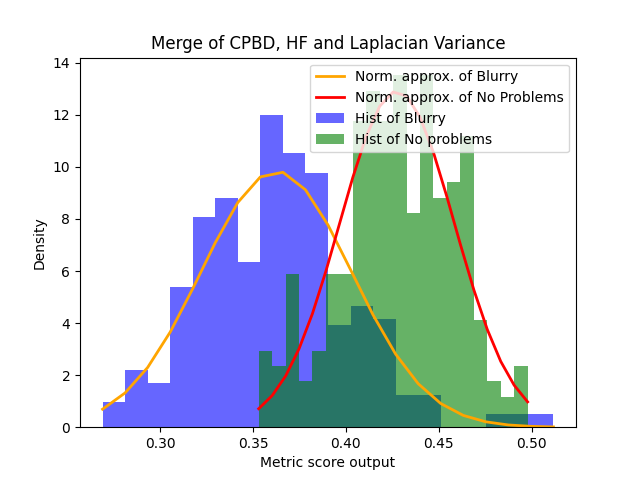 Merge of CPBD, HF and Laplacian Variance
14
12
10
8
6
4
2
0
Density
Norm. approx. of Blurry
Norm. approx. of No Problems
Hist of Blurry
Hist of No problems
0.30 0.35 0.40 0.45 0.50
Metric score output